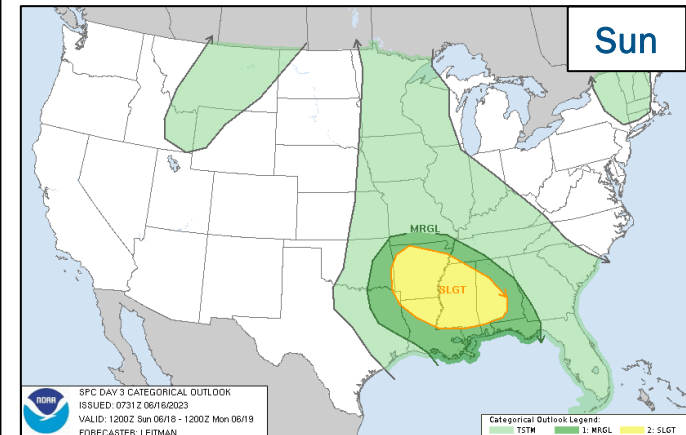 Sun
MRGL
SLGT
NOAA
SPC DAY 3 CATEGORICAL OUTLOOK
ISSUED: 0731Z 06/16/2023
VALID: 1200Z Sun 06/18 - 1200Z Mon 06/19
FORECASTER: LEITMAN
Categorical Outlook Legend:
TSTM 1: MRGL 2: SLGT